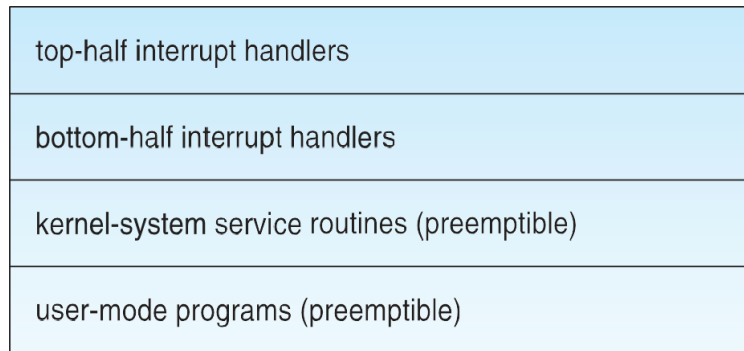 top-half interrupt handlers
bottom-half interrupt handlers
kernel-system service routines (preemptible)
user-mode programs (preemptible)